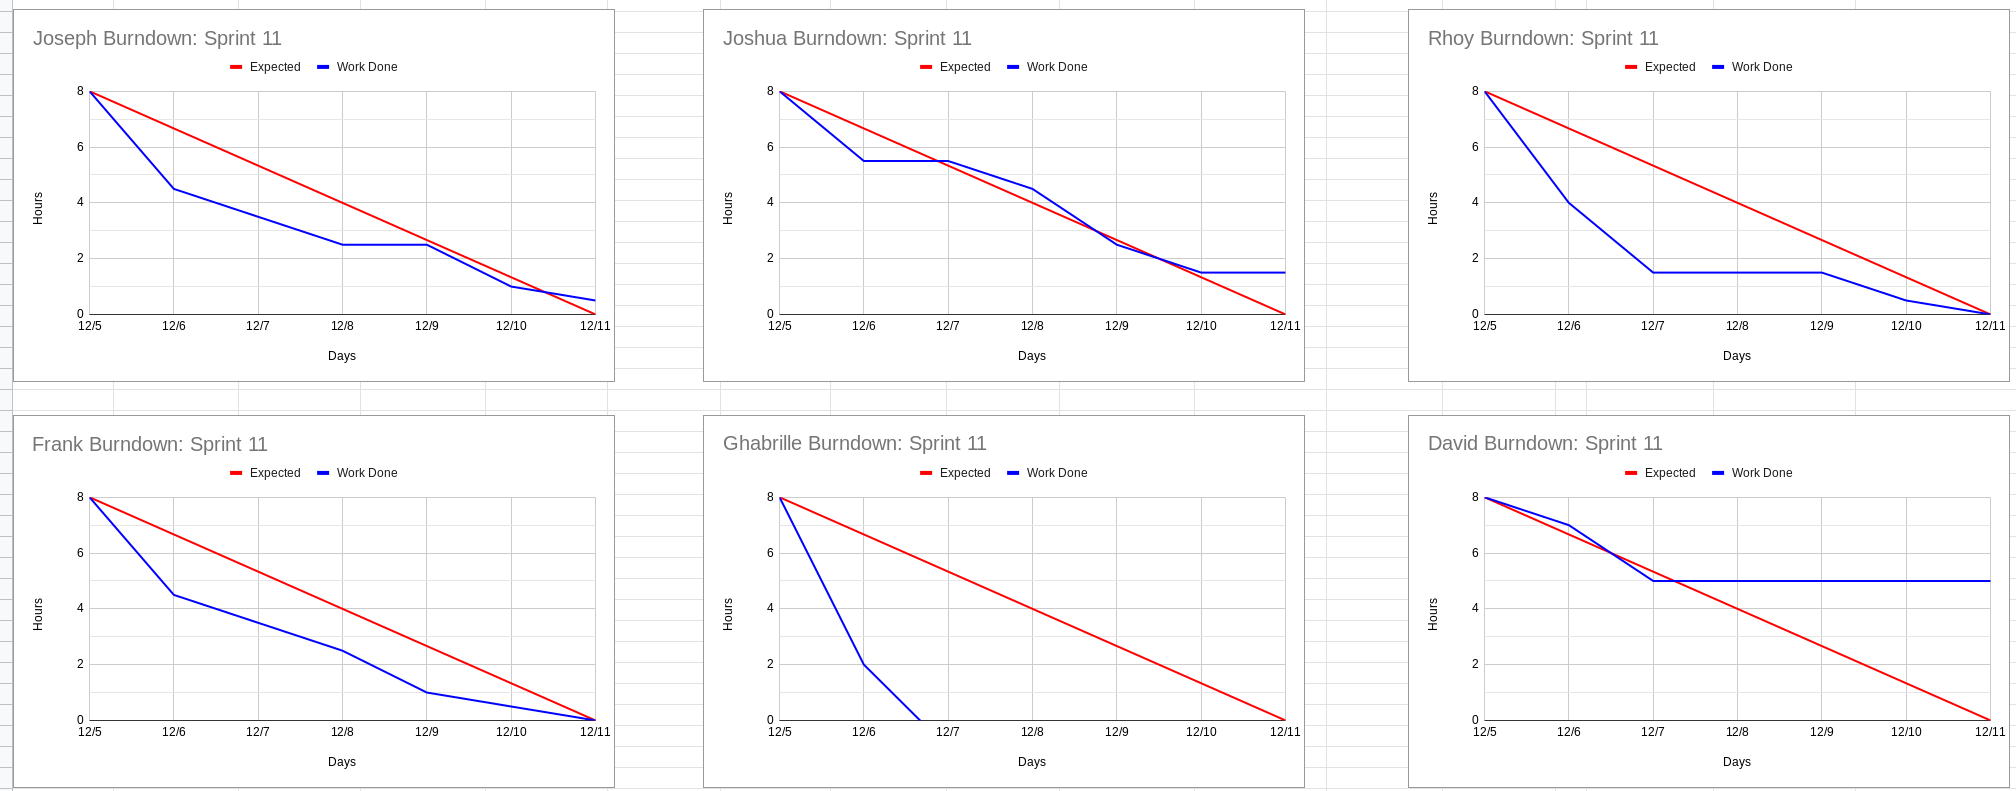 Joseph Burndown: Sprint 11
Expected Work Done
8
6
4
2
0
Hours
12/5 12/6 12/7 12/8 12/9 12/10 12/11
Days
Joshua Burndown: Sprint 11
Expected Work Done
8
6
4
2
0
Hours
12/5 12/6 12/7 12/8 12/9 12/10 12/11
Days
Rhoy Burndown: Sprint 11
Expected Work Done
8
6
4
2
0
Hours
12/5 12/6 12/7 12/8 12/9 12/10 12/11
Days
Frank Burndown: Sprint 11
Expected Work Done
8
6
4
2
0
Hours
12/5 12/6 12/7 12/8 12/9 12/10 12/11
Days
Ghabrille Burndown: Sprint 11
Expected Work Done
8
6
4
2
0
Hours
12/5 12/6 12/7 12/8 12/9 12/10 12/11
Days
David Burndown: Sprint 11
Expected Work Done
8
6
4
2
0
Hours
12/5 12/6 12/7 12/8 12/9 12/10 12/11
Days